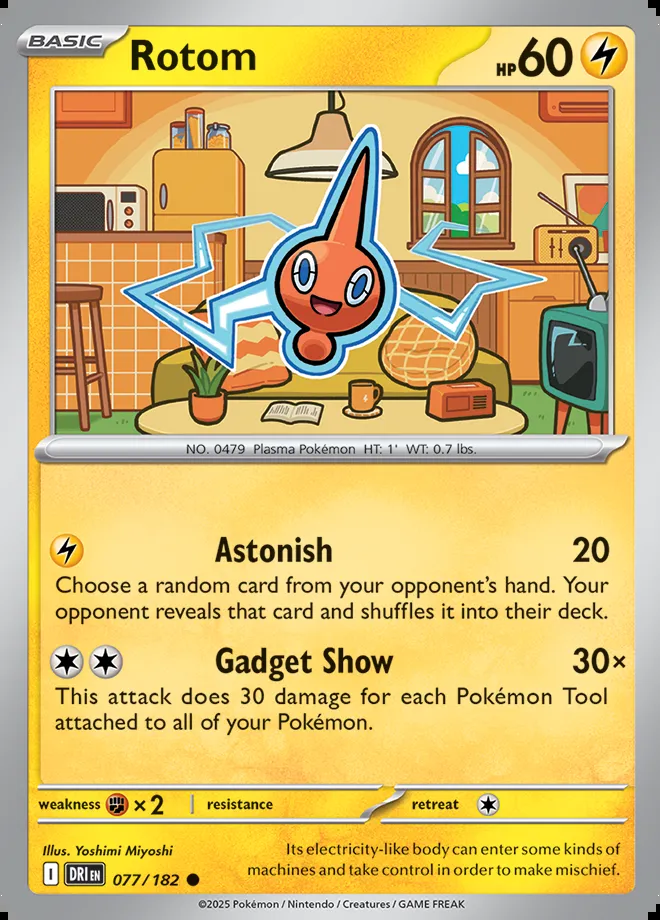 BASIC
Rotom
HP 60
NO. 0479 Plasma Pokémon HT: 1' WT: 0.7 lbs.
Astonish 20
Choose a random card from your opponent's hand. Your
opponent reveals that card and shuffles it into their deck.
Gadget Show 30×
This attack does 30 damage for each Pokémon Tool
attached to all of your Pokémon.
weakness ×2 resistance retreat
Illus. Yoshimi Miyoshi
I DRI EN 077/182
Its electricity-like body can enter some kinds of
machines and take control in order to make mischief.
©2025 Pokémon / Nintendo / Creatures / GAME FREAK